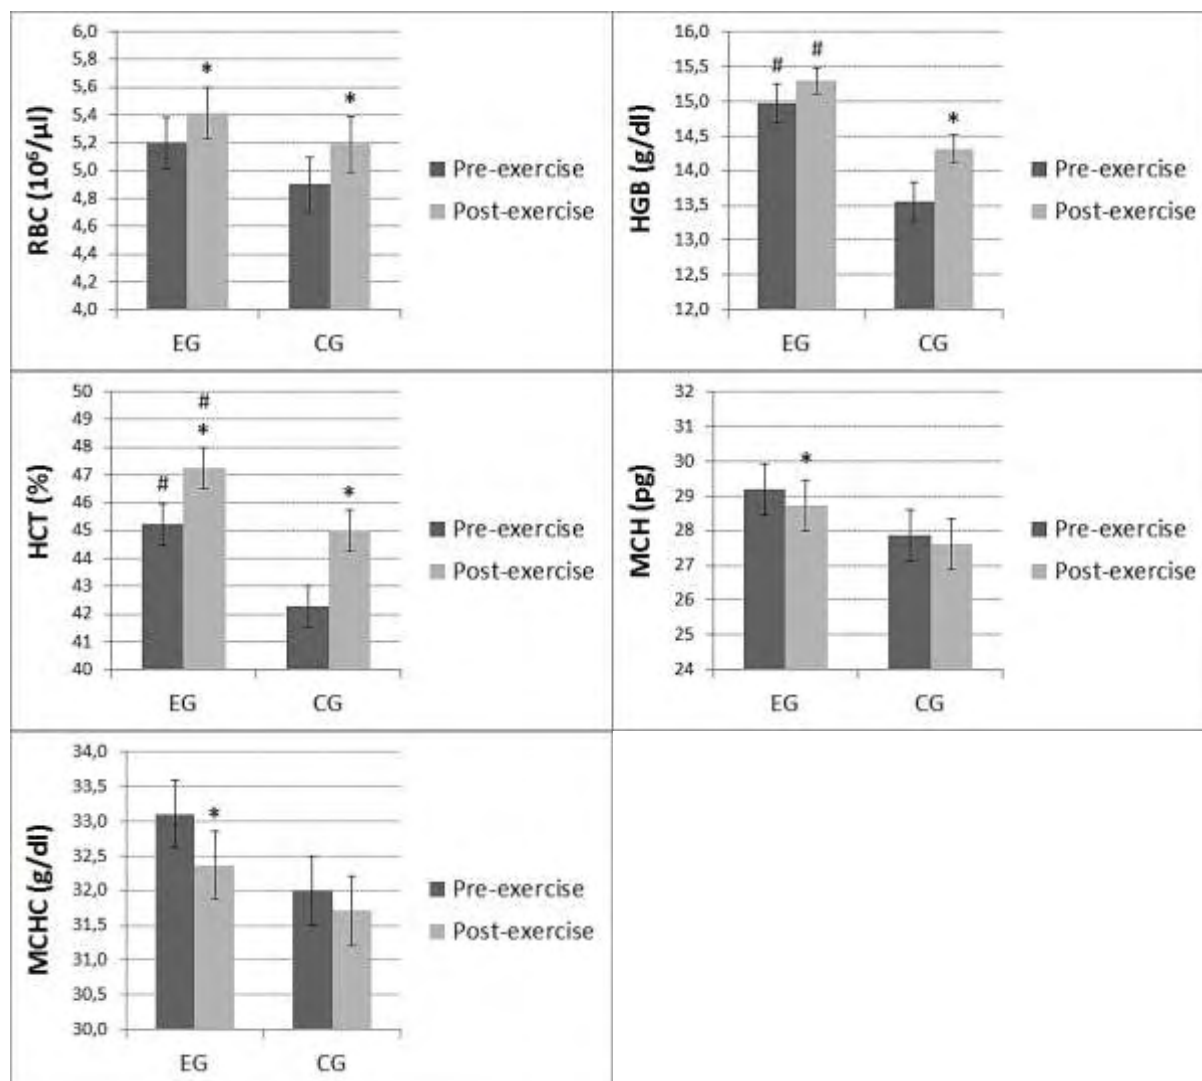 RBC (10⁶/µl)
6,0
5,8
5,6
5,4
5,2
5,0
4,8
4,6
4,4
4,2
4,0
*
*
EG CG
Pre-exercise
Post-exercise
HGB (g/dl)
16,0
15,5
15,0
14,5
14,0
13,5
13,0
12,5
12,0
# #
*
EG CG
Pre-exercise
Post-exercise
HCT (%)
50
49
48
47
46
45
44
43
42
41
40
#
*
#
*
EG CG
Pre-exercise
Post-exercise
MCH (pg)
32
31
30
29
28
27
26
25
24
*
EG CG
Pre-exercise
Post-exercise
MCHC (g/dl)
34,0
33,5
33,0
32,5
32,0
31,5
31,0
30,5
30,0
*
EG CG
Pre-exercise
Post-exercise